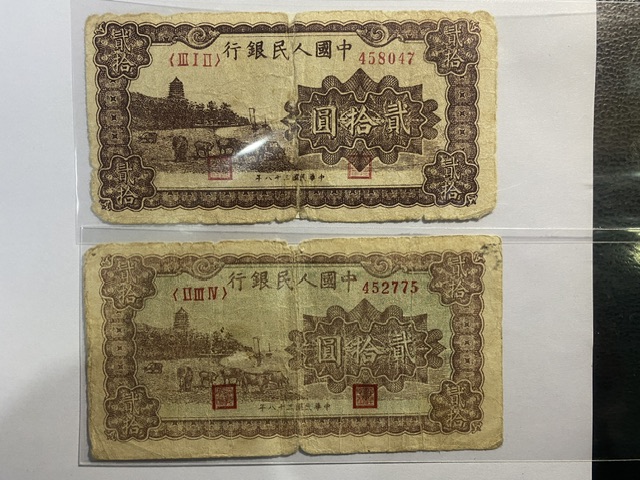 貳拾 行銀民人國中 貳拾
〈III I II〉 458047
圓拾貳
貳拾 年八十三國民華中 貳拾
貳拾 行銀民人國中 貳拾
〈II III IV〉 452775
圓拾貳
貳拾 年八十三國民華中 貳拾